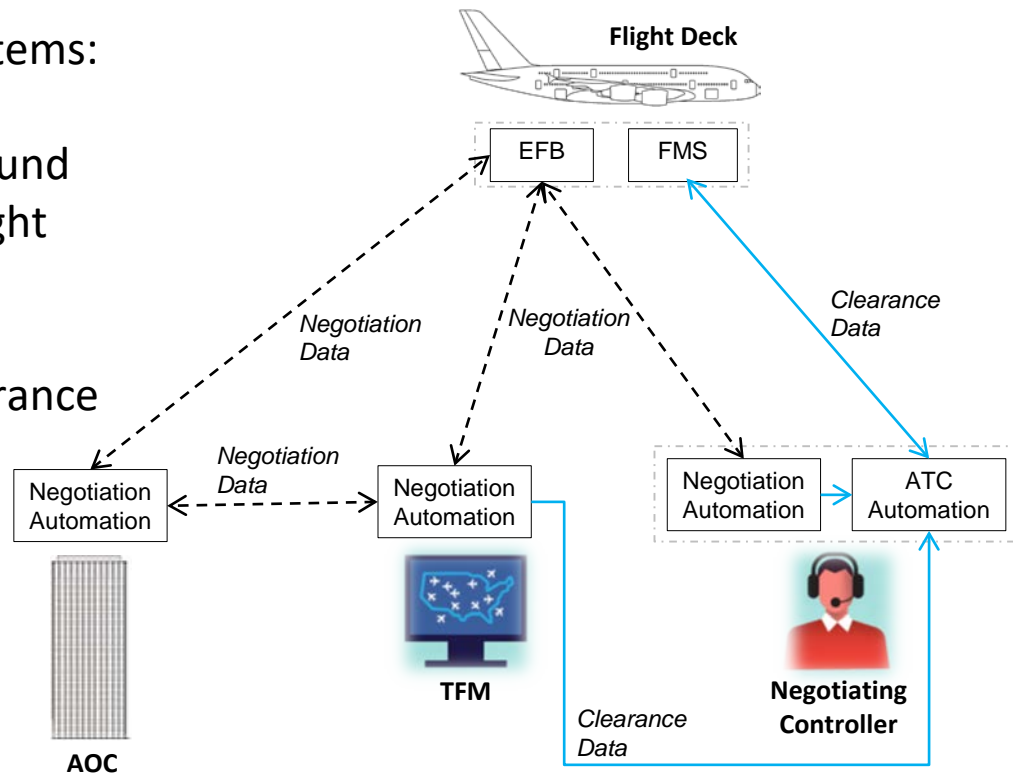 tems:
Flight Deck
und
ght
EFB
FMS
Negotiation
Data
Negotiation
Data
Clearance
Data
rance
Negotiation
Data
Negotiation
Automation
Negotiation
Automation
Negotiation
Automation
ATC
Automation
TFM
Negotiating
Controller
Clearance
Data
AOC